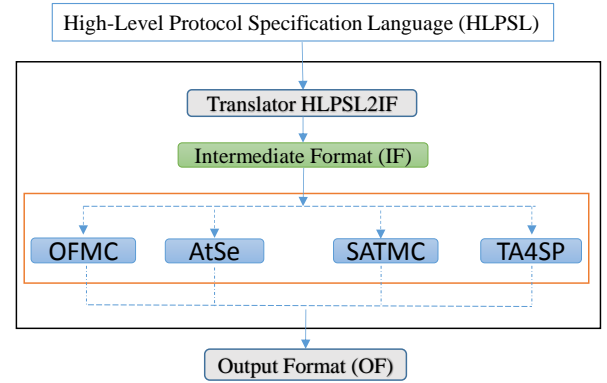 High-Level Protocol Specification Language (HLPSL)
Translator HLPSL2IF
Intermediate Format (IF)
OFMC AtSe SATMC TA4SP
Output Format (OF)